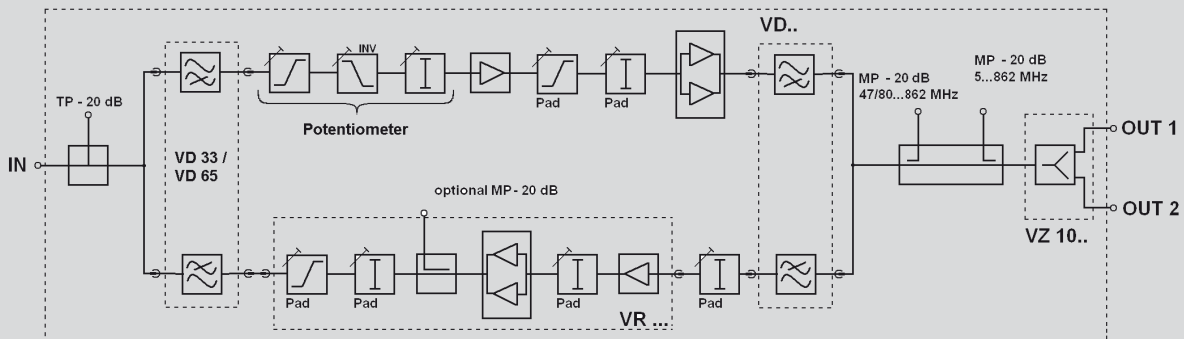 INV
VD..
MP - 20 dB
5...862 MHz
MP - 20 dB
47/80...862 MHz
TP - 20 dB
Pad
Pad
Potentiometer
OUT 1
IN
VD 33 /
VD 65
optional MP - 20 dB
OUT 2
VZ 10..
Pad
Pad
Pad
Pad
VR ...